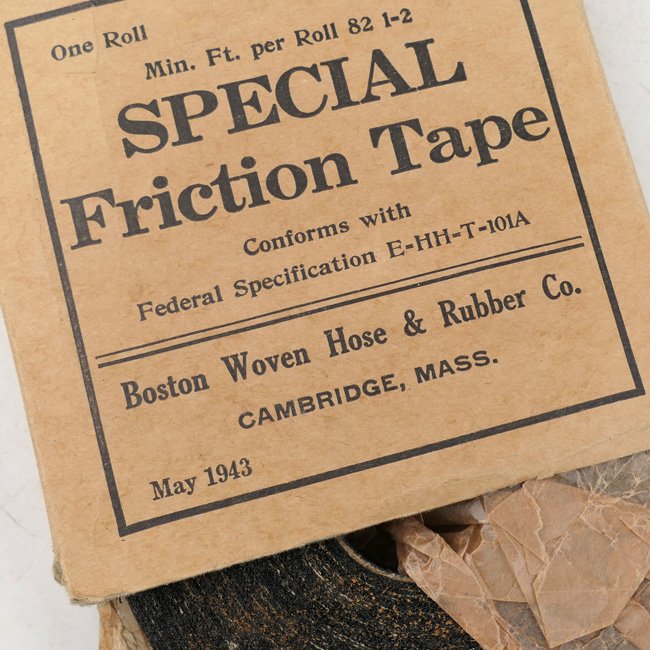 One Roll
Min. Ft. per Roll 82 1-2
SPECIAL
Friction Tape
Conforms with
Federal Specification E-HH-T-101A
Boston Woven Hose & Rubber Co.
CAMBRIDGE, MASS.
May 1943